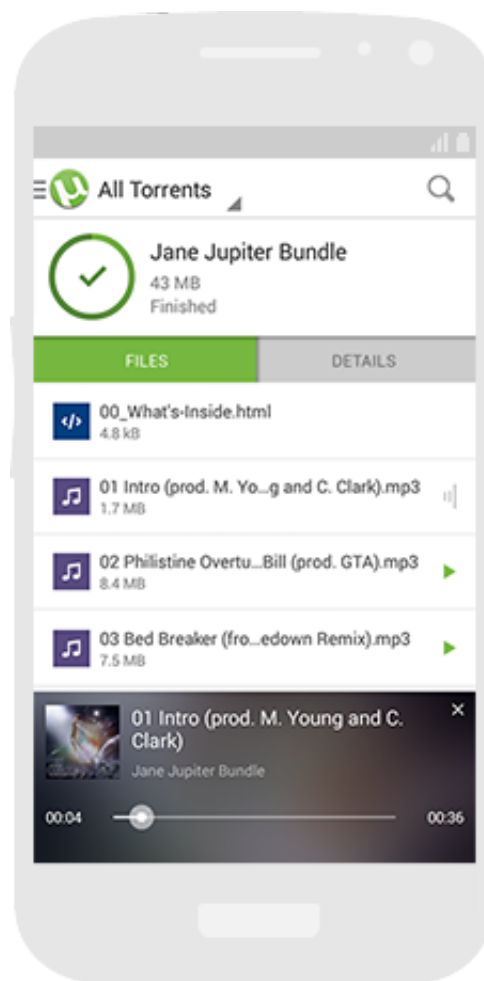 All Torrents
Jane Jupiter Bundle
43 MB
Finished
FILES
DETAILS
00_What's-Inside.html
4.8 kB
01 Intro (prod. M. Yo...g and C. Clark).mp3
1.7 MB
02 Philistine Overtu...Bill (prod. GTA).mp3
8.4 MB
03 Bed Breaker (fro...edown Remix).mp3
7.5 MB
01 Intro (prod. M. Young and C.
Clark)
Jane Jupiter Bundle
00:04
00:36